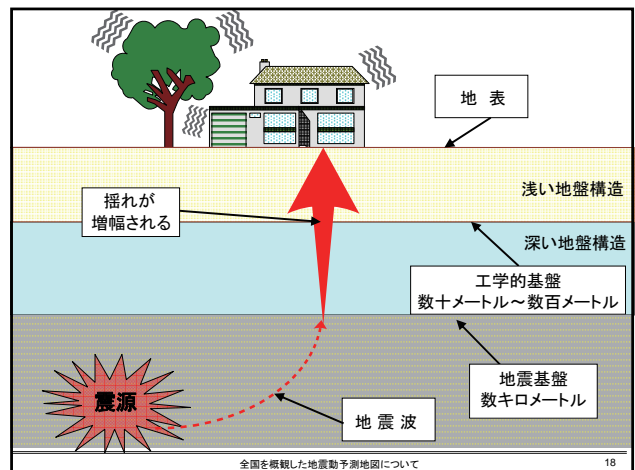 地 表
浅い地盤構造
揺れが
増幅される
深い地盤構造
工学的基盤
数十メートル～数百メートル
地震基盤
数キロメートル
震源
地 震 波
全国を概観した地震動予測地図について
18